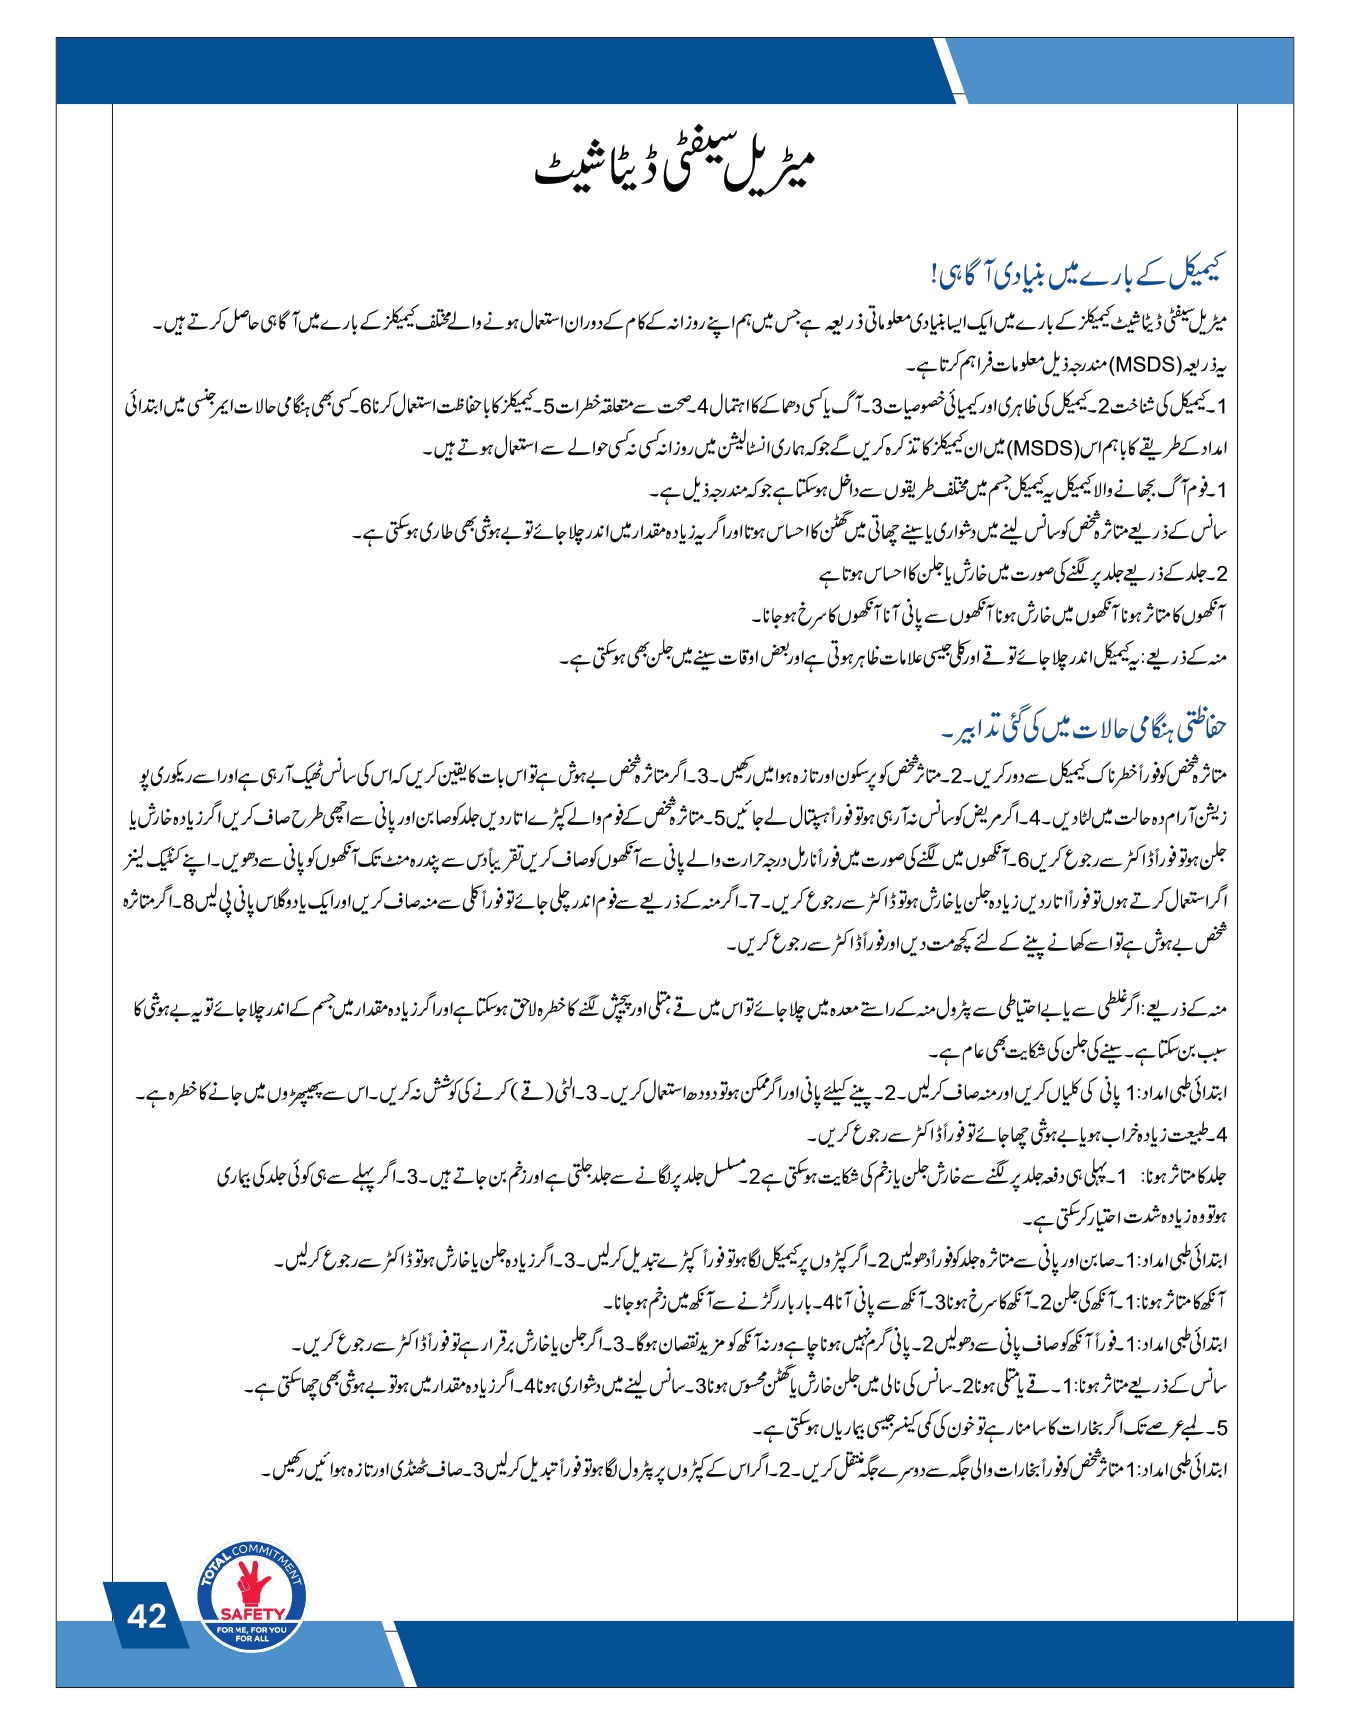 میٹریل سیفٹی ڈیٹا شیٹ
کیمیکل کے بارے میں بنیادی آگاہی!
میٹریل سیفٹی ڈیٹا شیٹ کیمیکلز کے بارے میں ایک ایسا بنیادی معلوماتی ذریعہ ہے جس میں ہم اپنے روزانہ کے کام کے دوران استعمال ہونے والے مختلف کیمیکلز کے بارے میں آگاہی حاصل کرتے ہیں۔
یہ ذریعہ (MSDS) مندرجہ ذیل معلومات فراہم کرتا ہے۔
1۔کیمیکل کی شناخت 2۔کیمیکل کی ظاہری اور کیمیائی خصوصیات 3۔آگ یا کسی دھماکے کا احتمال 4۔صحت سے متعلقہ خطرات 5۔کیمیکلز کا باحفاظت استعمال کرنا 6۔کسی بھی ہنگامی حالات ایمرجنسی میں ابتدائی
امداد کے طریقے کا باہم اس (MSDS) میں ان کیمیکلز کا تذکرہ کریں گے جو کہ ہماری انسٹالیشن میں روزانہ کسی نہ کسی حوالے سے استعمال ہوتے ہیں۔
1۔فوم آگ بجھانے والا کیمیکل یہ کیمیکل جسم میں مختلف طریقوں سے داخل ہوسکتا ہے جو کہ مندرجہ ذیل ہے۔
سانس کے ذریعے متاثرہ شخص کو سانس لینے میں دشواری یا سینے چھاتی میں گھٹن کا احساس ہوتا اور اگر یہ زیادہ مقدار میں اندر چلا جائے تو بے ہوشی بھی طاری ہوسکتی ہے۔
2۔جلد کے ذریعے جلد پر لگنے کی صورت میں خارش یا جلن کا احساس ہوتا ہے
آنکھوں کا متاثر ہونا آنکھوں میں خارش ہونا آنکھوں سے پانی آنا آنکھوں کا سرخ ہو جانا۔
منہ کے ذریعے: یہ کیمیکل اندر چلا جائے تو قے اور کلی جیسی علامات ظاہر ہوتی ہے اور بعض اوقات سینے میں جلن بھی ہوسکتی ہے۔
حفاظتی ہنگامی حالات میں کی گئی تدابیر۔
متاثرہ شخص کو فوراً خطرناک کیمیکل سے دور کریں۔2۔متاثر شخص کو پرسکون اور تازہ ہوا میں رکھیں۔3۔اگر متاثرہ شخص بے ہوش ہے تو اس بات کا یقین کریں کہ اس کی سانس ٹھیک آرہی ہے اور اسے ریکوری پو
زیشن آرام دہ حالت میں لٹا دیں۔4۔اگر مریض کو سانس نہ آرہی ہو تو فوراً ہسپتال لے جائیں 5۔متاثرہ شخص کے فوم والے کپڑے اتار دیں جلد کو صابن اور پانی سے اچھی طرح صاف کریں اگر زیادہ خارش یا
جلن ہو تو فوراً ڈاکٹر سے رجوع کریں 6۔آنکھوں میں لگنے کی صورت میں فوراً نارمل درجہ حرارت والے پانی سے آنکھوں کو صاف کریں تقریباً دس سے پندرہ منٹ تک آنکھوں کو پانی سے دھویں۔اپنے کنٹیک لینز
اگر استعمال کرتے ہوں تو فوراً اتار دیں زیادہ جلن یا خارش ہو تو ڈاکٹر سے رجوع کریں۔7۔اگر منہ کے ذریعے سے فوم اندر چلی جائے تو فوراً کلی سے منہ صاف کریں اور ایک یا دو گلاس پانی پی لیں 8۔اگر متاثرہ
شخص بے ہوش ہے تو اسے کھانے پینے کے لئے کچھ مت دیں اور فوراً ڈاکٹر سے رجوع کریں۔
منہ کے ذریعے: اگر غلطی سے یا بے احتیاطی سے پٹرول منہ کے راستے معدہ میں چلا جائے تو اس میں قے، متلی اور پیچش لگنے کا خطرہ لاحق ہوسکتا ہے اور اگر زیادہ مقدار میں جسم کے اندر چلا جائے تو یہ بے ہوشی کا
سبب بن سکتا ہے۔سینے کی جلن کی شکایت بھی عام ہے۔
ابتدائی طبی امداد: 1 پانی کی کلیاں کریں اور منہ صاف کرلیں۔2۔پینے کیلئے پانی اور اگر ممکن ہو تو دودھ استعمال کریں۔3۔الٹی (قے) کرنے کی کوشش نہ کریں۔اس سے پھیپھڑوں میں جانے کا خطرہ ہے۔
4۔طبیعت زیادہ خراب ہو یا بے ہوشی چھا جائے تو فوراً ڈاکٹر سے رجوع کریں۔
جلد کا متاثر ہونا: 1۔پہلی ہی دفعہ جلد پر لگنے سے خارش جلن یا زخم کی شکایت ہوسکتی ہے 2۔مسلسل جلد پر لگانے سے جلد جلتی ہے اور زخم بن جاتے ہیں۔3۔اگر پہلے سے ہی کوئی جلد کی بیماری
ہو تو وہ زیادہ شدت اختیار کرسکتی ہے۔
ابتدائی طبی امداد: 1۔صابن اور پانی سے متاثرہ جلد کو فوراً دھولیں 2۔اگر کپڑوں پر کیمیکل لگا ہو تو فوراً کپڑے تبدیل کرلیں۔3۔اگر زیادہ جلن یا خارش ہو تو ڈاکٹر سے رجوع کرلیں۔
آنکھ کا متاثر ہونا: 1۔آنکھ کی جلن 2۔آنکھ کا سرخ ہونا 3۔آنکھ سے پانی آنا 4۔بار بار رگڑنے سے آنکھ میں زخم ہو جانا۔
ابتدائی طبی امداد: 1۔فوراً آنکھ کو صاف پانی سے دھولیں 2۔پانی گرم نہیں ہونا چاہے ورنہ آنکھ کو مزید نقصان ہوگا۔3۔اگر جلن یا خارش برقرار ہے تو فوراً ڈاکٹر سے رجوع کریں۔
سانس کے ذریعے متاثر ہونا: 1۔قے یا متلی ہونا 2۔سانس کی نالی میں جلن خارش یا گھٹن محسوس ہونا 3۔سانس لینے میں دشواری ہونا 4۔اگر زیادہ مقدار میں ہو تو بے ہوشی بھی چھا سکتی ہے۔
5۔لمبے عرصے تک اگر بخارات کا سامنا رہے تو خون کی کمی کینسر جیسی بیماریاں ہوسکتی ہے۔
ابتدائی طبی امداد: 1 متاثر شخص کو فوراً بخارات والی جگہ سے دوسرے جگہ منتقل کریں۔2۔اگر اس کے کپڑوں پر پٹرول لگا ہو تو فوراً تبدیل کرلیں 3۔صاف ٹھنڈی اور تازہ ہوا ئیں رکھیں۔
TOTAL COMMITMENT
SAFETY
FOR ME, FOR YOU
FOR ALL
42